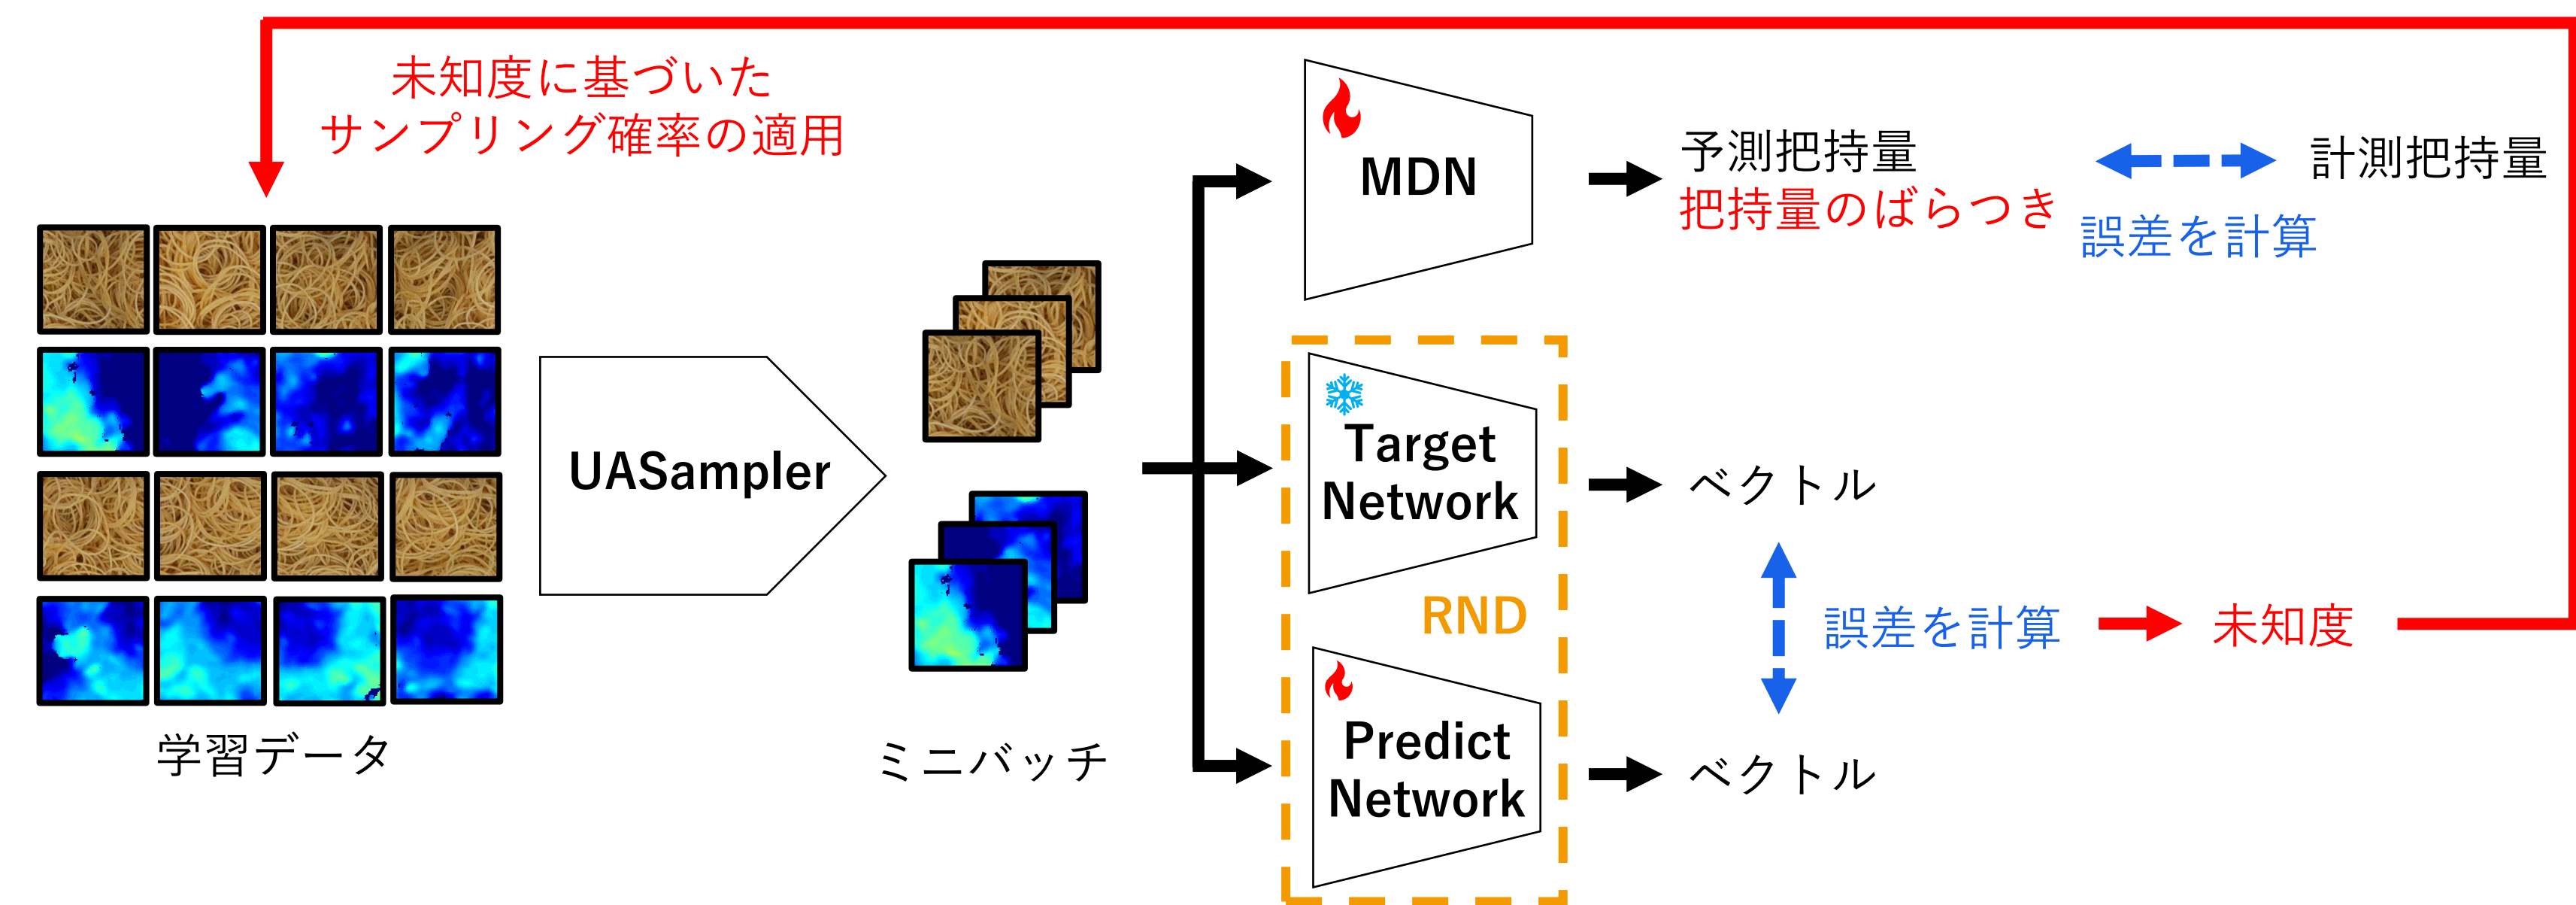 未知度に基づいた
サンプリング確率の適用
学習データ
UASampler
ミニバッチ
MDN
予測把持量
把持量のばらつき
計測把持量
誤差を計算
Target
Network
ベクトル
RND
誤差を計算
未知度
Predict
Network
ベクトル